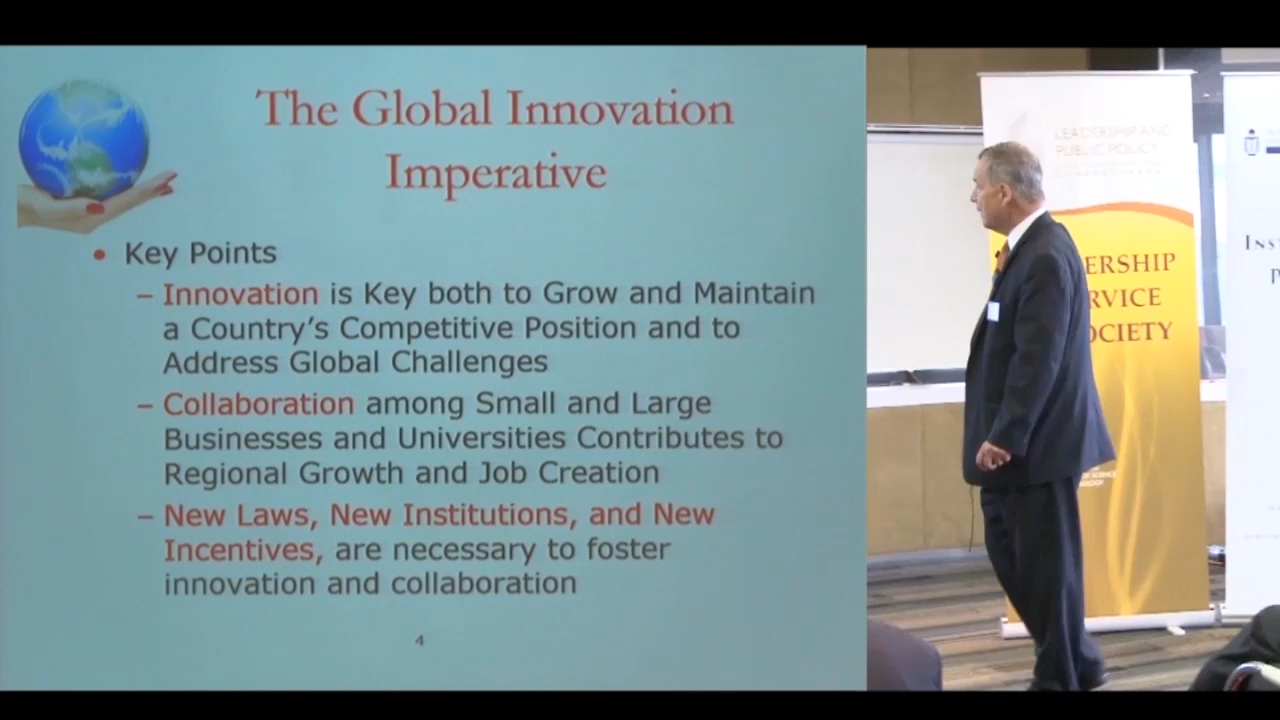 The Global Innovation
Imperative
• Key Points
– Innovation is Key both to Grow and Maintain
a Country's Competitive Position and to
Address Global Challenges
– Collaboration among Small and Large
Businesses and Universities Contributes to
Regional Growth and Job Creation
– New Laws, New Institutions, and New
Incentives, are necessary to foster
innovation and collaboration
4
LEADERSHIP AND
PUBLIC POLICY
ERSHIP
RVICE
OCIETY